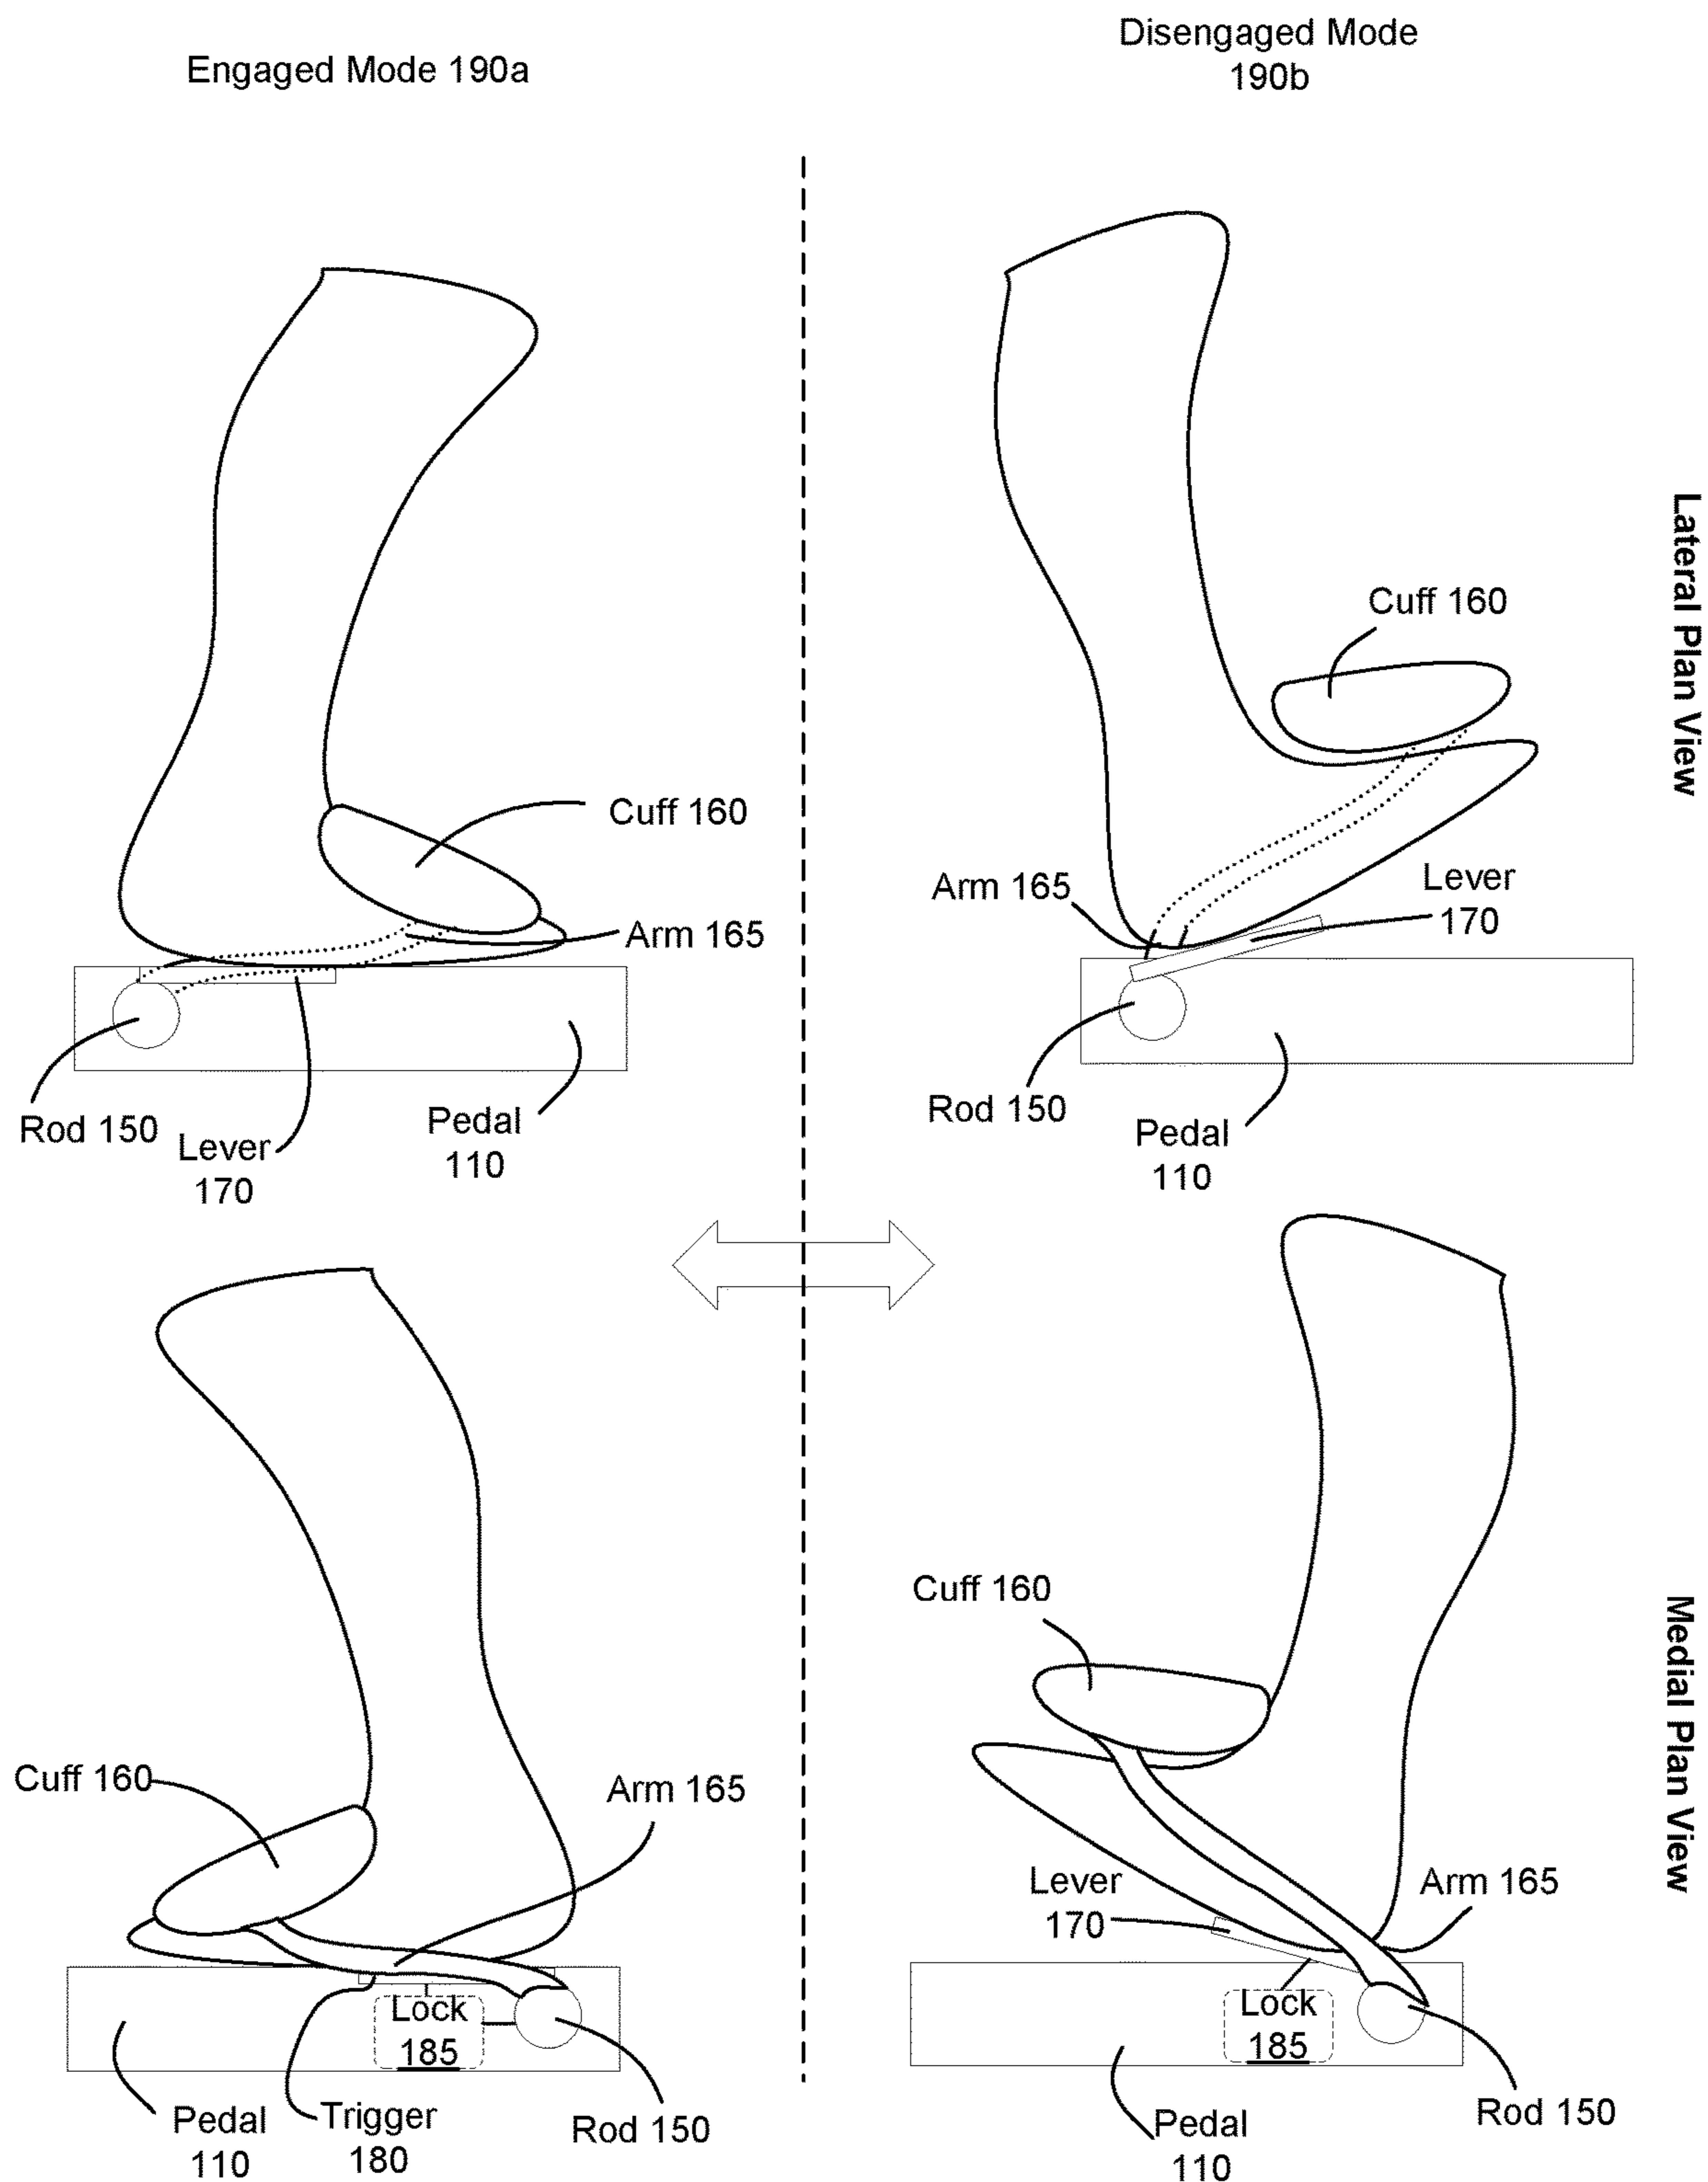 Engaged Mode 190a
Disengaged Mode
190b
Lateral Plan View
Cuff 160
Arm 165
Rod 150
Lever
170
Pedal
110
Cuff 160
Arm 165
Lever
170
Rod 150
Pedal
110
Medial Plan View
Cuff 160
Arm 165
Lock
185
Pedal
110
Trigger
180
Rod 150
Cuff 160
Lever
170
Arm 165
Lock
185
Rod 150
Pedal
110